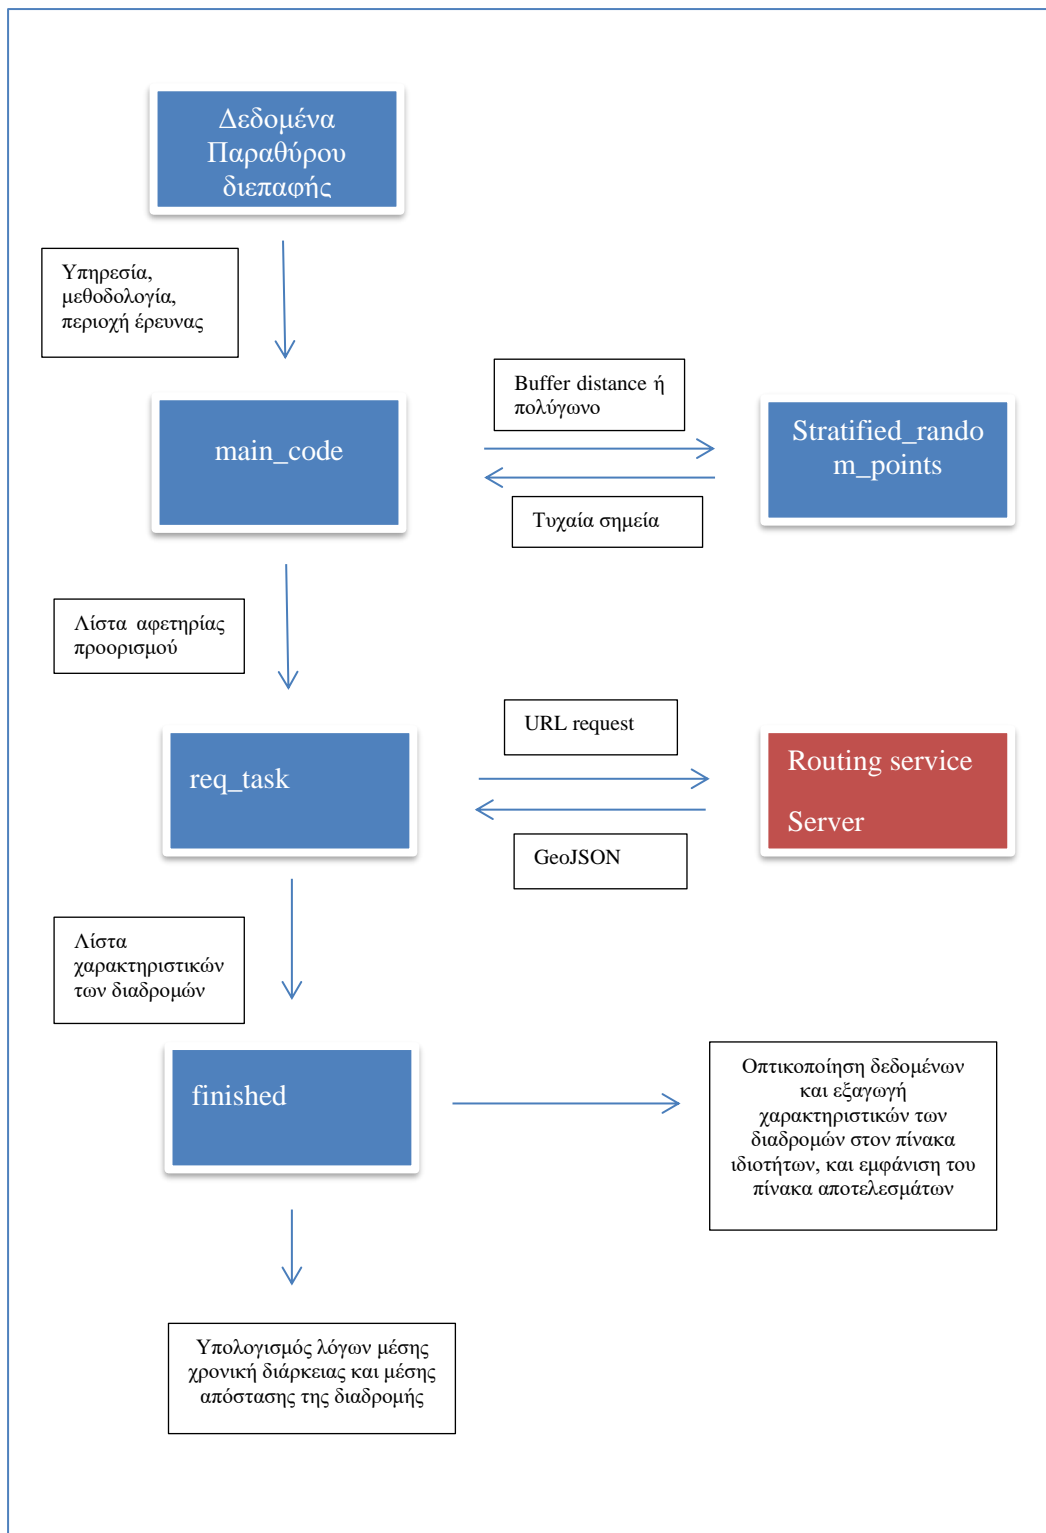 Δεδομένα
Παραθύρου
διεπαφής
Υπηρεσία,
μεθοδολογία,
περιοχή έρευνας
Buffer distance ή
πολύγωνο
main_code
Stratified_rando
m_points
Τυχαία σημεία
Λίστα αφετηρίας
προορισμού
URL request
req_task
Routing service
Server
GeoJSON
Λίστα
χαρακτηριστικών
των διαδρομών
finished
Οπτικοποίηση δεδομένων
και εξαγωγή
χαρακτηριστικών των
διαδρομών στον πίνακα
ιδιοτήτων, και εμφάνιση του
πίνακα αποτελεσμάτων
Υπολογισμός λόγων μέσης
χρονική διάρκειας και μέσης
απόστασης της διαδρομής